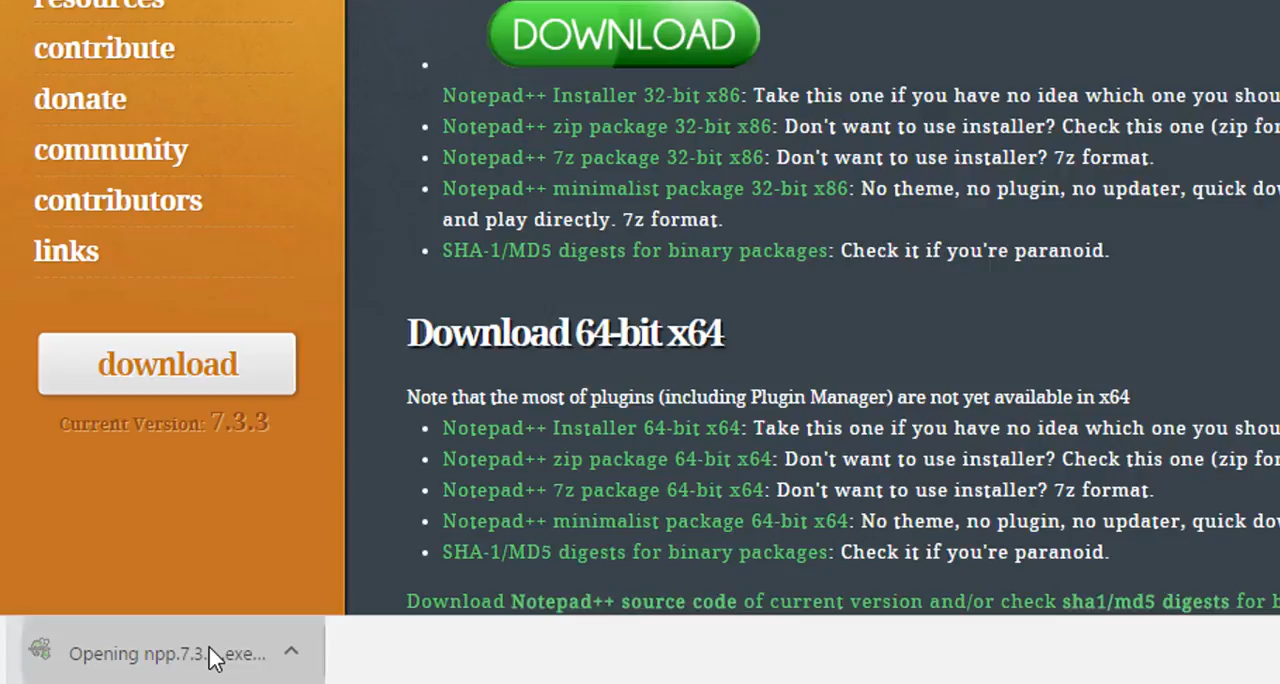 resources
contribute
donate
community
contributors
links
download
Current Version: 7.3.3
DOWNLOAD
Notepad++ Installer 32-bit x86: Take this one if you have no idea which one you
Notepad++ zip package 32-bit x86: Don't want to use installer? Check this one (zip
Notepad++ 7z package 32-bit x86: Don't want to use installer? 7z format.
Notepad++ minimalist package 32-bit x86: No theme, no plugin, no updater, quick
and play directly. 7z format.
SHA-1/MD5 digests for binary packages: Check it if you're paranoid.
Download 64-bit x64
Note that the most of plugins (including Plugin Manager) are not yet available in x64
Notepad++ Installer 64-bit x64: Take this one if you have no idea which one you
Notepad++ zip package 64-bit x64: Don't want to use installer? Check this one (zip
Notepad++ 7z package 64-bit x64: Don't want to use installer? 7z format.
Notepad++ minimalist package 64-bit x64: No theme, no plugin, no updater, quick
SHA-1/MD5 digests for binary packages: Check it if you're paranoid.
Download Notepad++ source code of current version and/or check sha1/md5 digests for
Opening